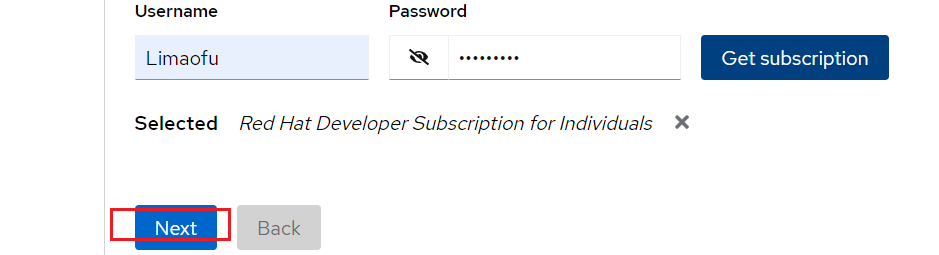 Username Password
Limaofu ••••••••• Get subscription
Selected Red Hat Developer Subscription for Individuals ×
Next Back